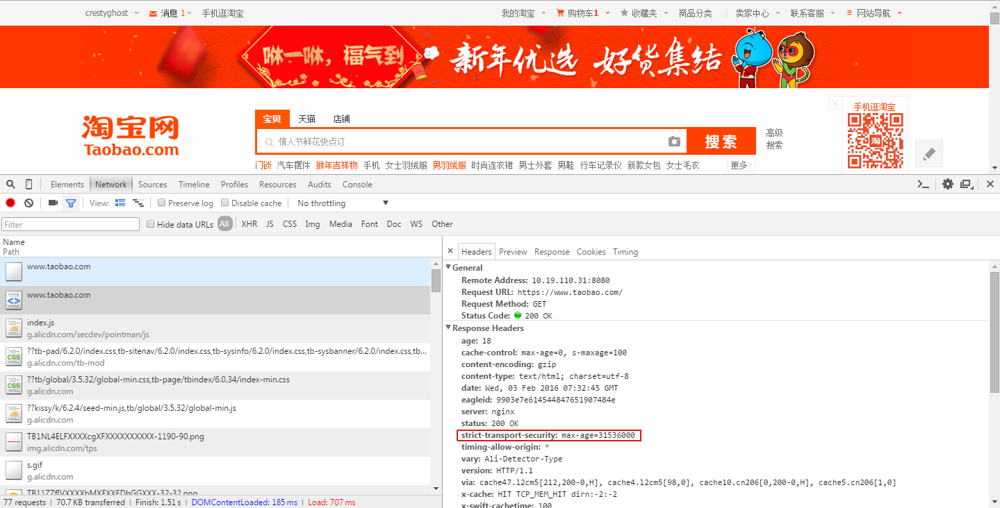 crestyghost 消息 1 手机逛淘宝 我的淘宝 购物车1 收藏夹 商品分类 卖家中心 联系客服 网站导航
咻一咻，福气到 新年优选 好货集结
淘宝网
Taobao.com
宝贝 天猫 店铺
情人节鲜花快点订 搜索
高级
搜索
门锁 汽车摆件 猴年吉祥物 手机 女士羽绒服 男羽绒服 时尚连衣裙 男士外套 男鞋 行车记录仪 新款女包 女士毛衣 更多
手机逛淘宝
淘
Elements Network Sources Timeline Profiles Resources Audits Console
View: Preserve log Disable cache No throttling
Filter Hide data URLs All XHR JS CSS Img Media Font Doc WS Other
Name
Path
www.taobao.com
www.taobao.com
index.js
g.alicdn.com/secdev/pointman/js
??tb-pad/6.2.0/index.css,tb-sitenav/6.2.0/index.css,tb-sysinfo/6.2.0/index.css,tb-sysbanner/6.2.0/index.css,tb...
g.alicdn.com/tb-mod
??tb/global/3.5.32/global-min.css,tb-page/tbindex/6.0.34/index-min.css
g.alicdn.com
??kissy/k/6.2.4/seed-min.js,tb/global/3.5.32/global-min.js
g.alicdn.com
TB1NL4ELFXXXXcgXFXXXXXXXXXX-1190-90.png
img.alicdn.com/tps
s.gif
g.alicdn.com
77 requests | 70.7 KB transferred | Finish: 1.51 s | DOMContentLoaded: 185 ms | Load: 707 ms
Headers Preview Response Cookies Timing
General
Remote Address: 10.19.110.31:8080
Request URL: https://www.taobao.com/
Request Method: GET
Status Code: 200 OK
Response Headers
age: 18
cache-control: max-age=0, s-maxage=100
content-encoding: gzip
content-type: text/html; charset=utf-8
date: Wed, 03 Feb 2016 07:32:45 GMT
eagleid: 9903e7e614544847651907484e
server: nginx
status: 200 OK
strict-transport-security: max-age=31536000
timing-allow-origin: *
vary: Ali-Detector-Type
version: HTTP/1.1
via: cache47.l2cm5[212,200-0,H], cache4.l2cm5[98,0], cache10.cn206[0,200-0,H], cache5.cn206[1,0]
x-cache: HIT TCP_MEM_HIT dirn:-2:-2
x-swift-cachetime: 100